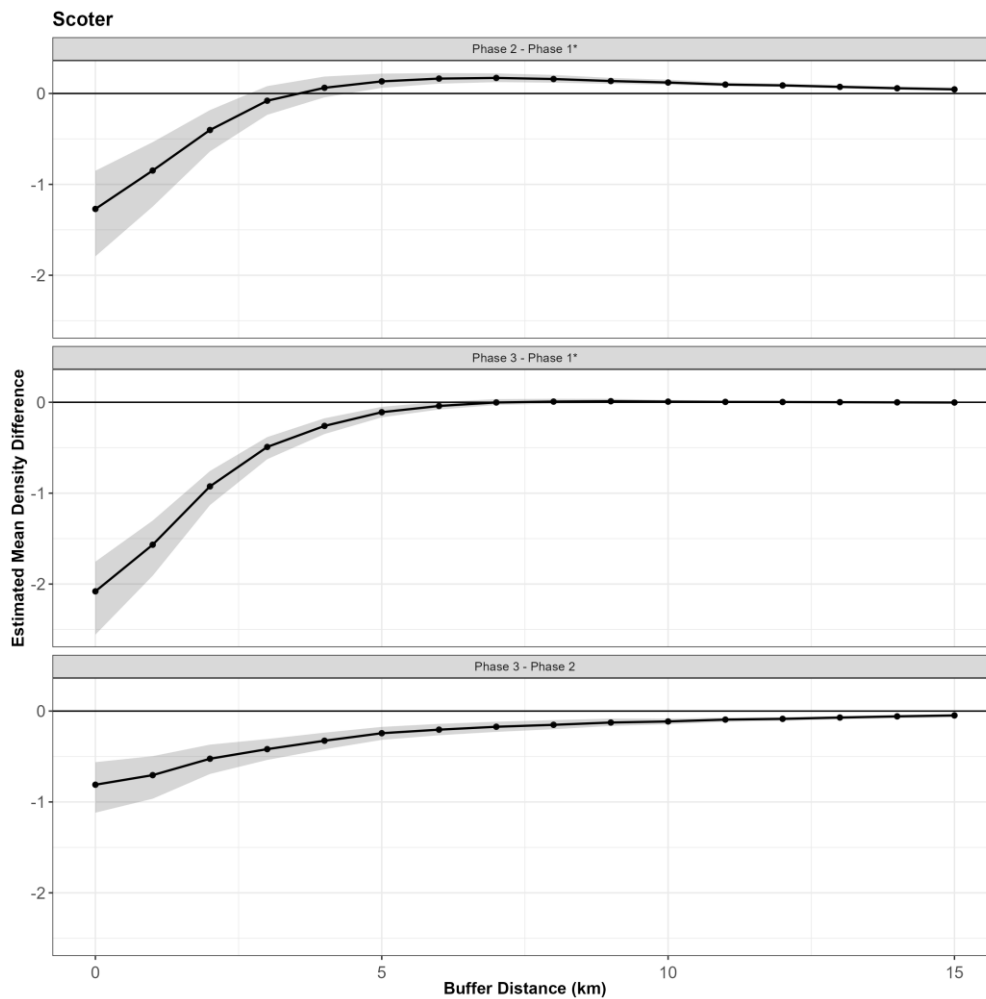 Scoter
Phase 2 - Phase 1*
0
-1
-2
Phase 3 - Phase 1*
0
-1
-2
Phase 3 - Phase 2
0
-1
-2
Estimated Mean Density Difference
0 5 10 15
Buffer Distance (km)